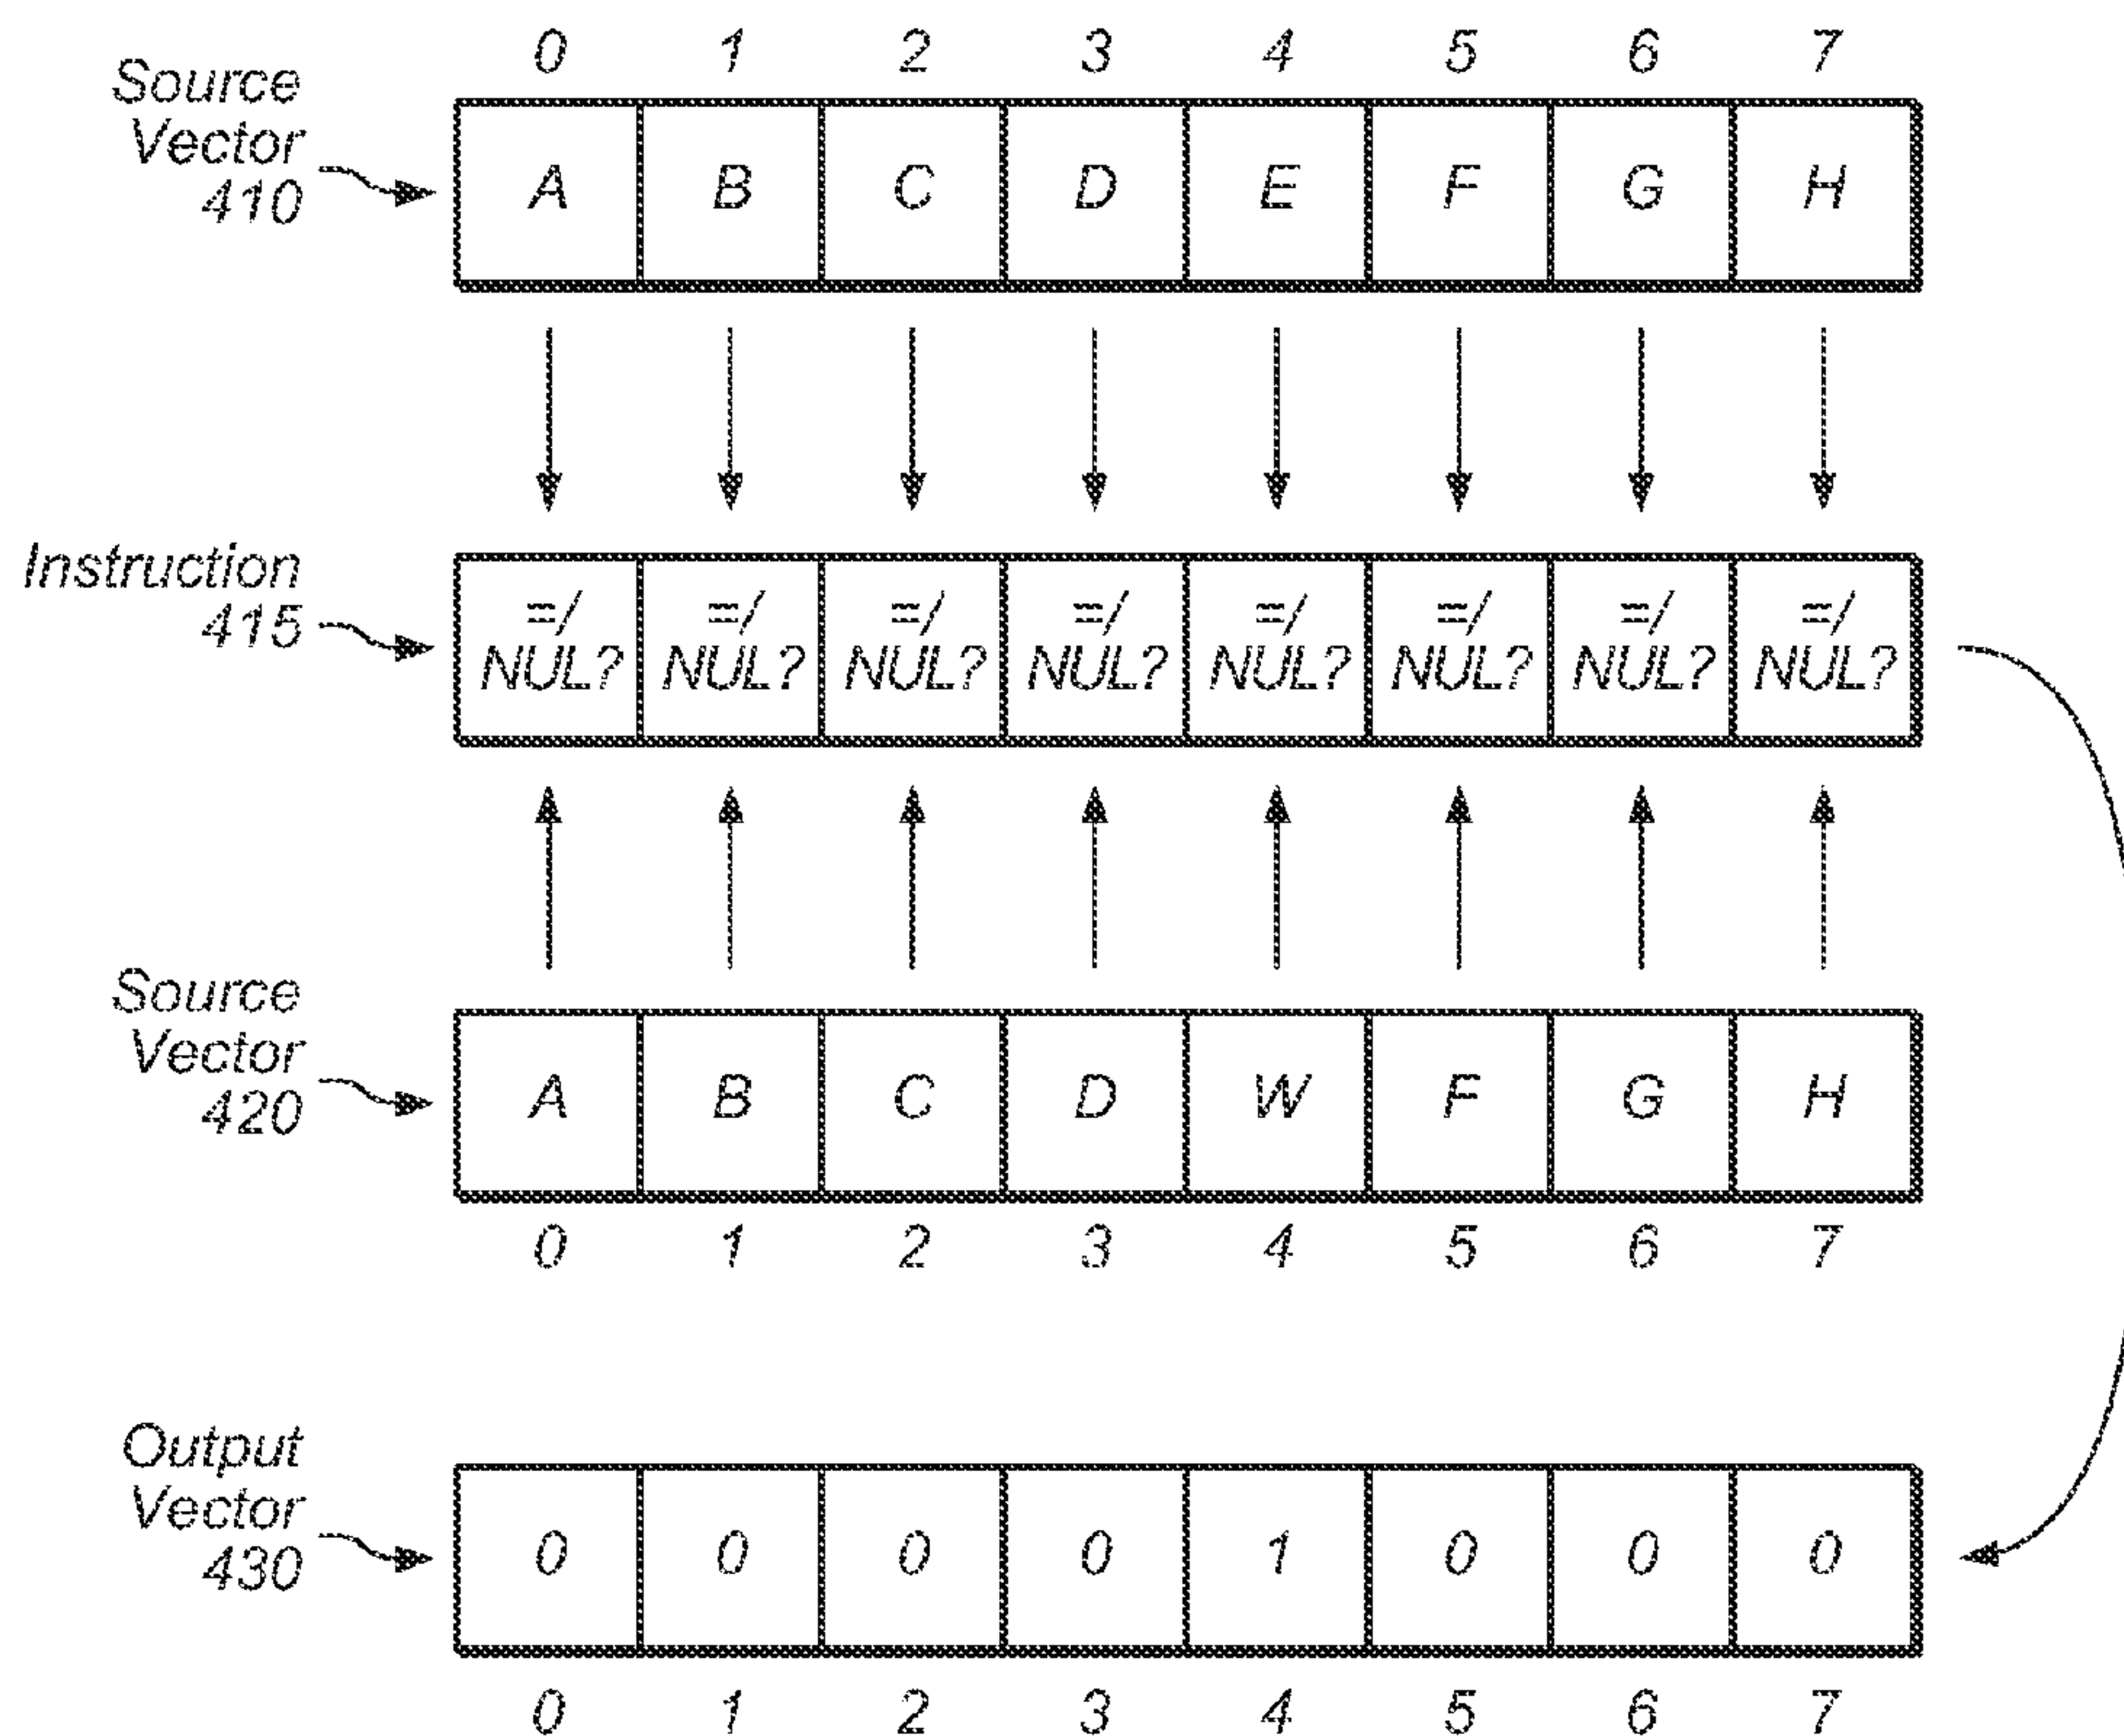 0 1 2 3 4 5 6 7
Source
Vector
410
A B C D E F G H
Instruction
415
=/ =/ =/ =/ =/ =/ =/ =/
NUL? NUL? NUL? NUL? NUL? NUL? NUL? NUL?
Source
Vector
420
A B C D W F G H
0 1 2 3 4 5 6 7
Output
Vector
430
0 0 0 0 1 0 0 0
0 1 2 3 4 5 6 7